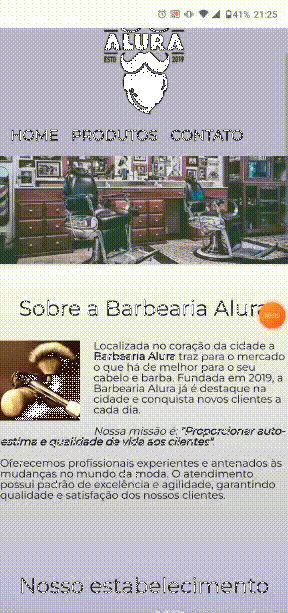 41% 21:25
ALURA
ESTD 2019
HOME PRODUTOS CONTATO
Sobre a Barbearia Alura
Localizada no coração da cidade a
Barbearia Alura traz para o mercado
o que há de melhor para o seu
cabelo e barba. Fundada em 2019, a
Barbearia Alura já é destaque na
cidade e conquista novos clientes a
cada dia.
Nossa missão é: "Proporcionar auto-
estima e qualidade de vida aos clientes".
Oferecemos profissionais experientes e antenados às
mudanças no mundo da moda. O atendimento
possui padrão de excelência e agilidade, garantindo
qualidade e satisfação dos nossos clientes.
Nosso estabelecimento